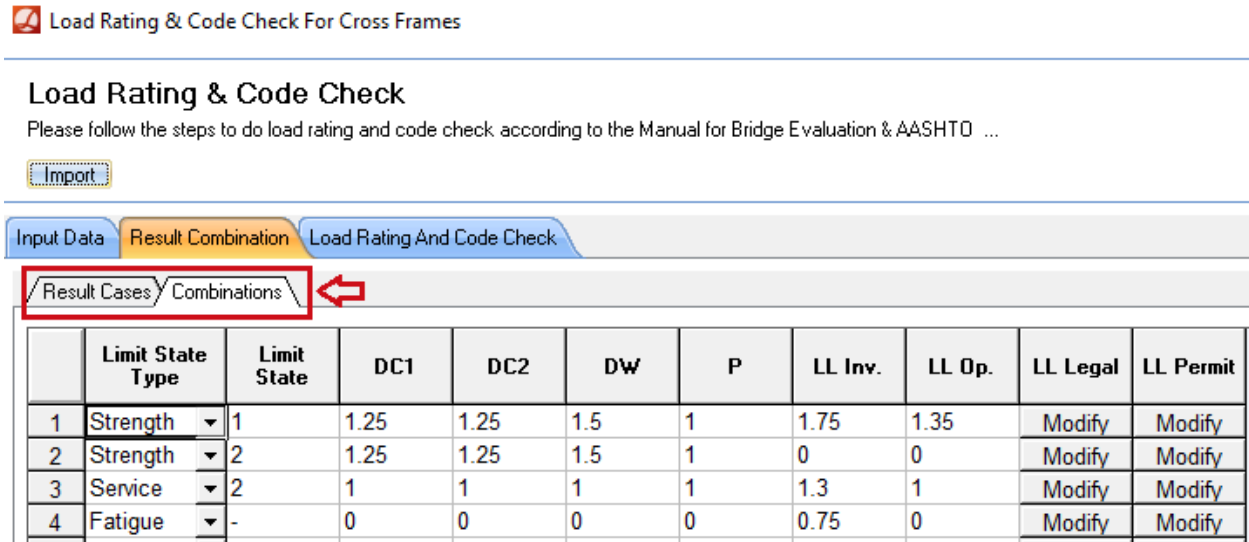 Load Rating & Code Check For Cross Frames
Load Rating & Code Check
Please follow the steps to do load rating and code check according to the Manual for Bridge Evaluation & AASHTO ...
Import
Input Data Result Combination Load Rating And Code Check
Result Cases Combinations
Limit State Type Limit State DC1 DC2 DW P LL Inv. LL Op. LL Legal LL Permit
1 Strength 1 1.25 1.25 1.5 1 1.75 1.35 Modify Modify
2 Strength 2 1.25 1.25 1.5 1 0 0 Modify Modify
3 Service 2 1 1 1 1 1.3 1 Modify Modify
4 Fatigue - 0 0 0 0 0.75 0 Modify Modify